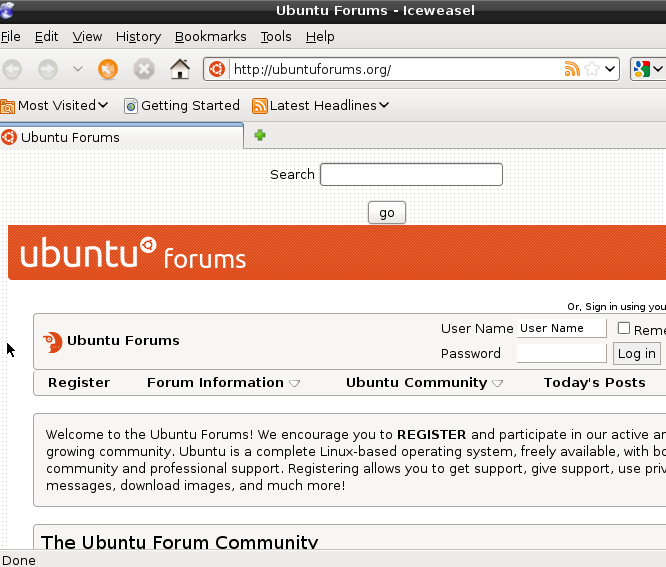 Ubuntu Forums - Iceweasel
File Edit View History Bookmarks Tools Help
http://ubuntuforums.org/
Most Visited Getting Started Latest Headlines
Ubuntu Forums
Search
go
ubuntu forums
Or, Sign in using you
Ubuntu Forums
User Name User Name Reme
Password Log in
Register Forum Information Ubuntu Community Today's Posts
Welcome to the Ubuntu Forums! We encourage you to REGISTER and participate in our active an
growing community. Ubuntu is a complete Linux-based operating system, freely available, with bo
community and professional support. Registering allows you to get support, give support, use priv
messages, download images, and much more!
The Ubuntu Forum Community
Done